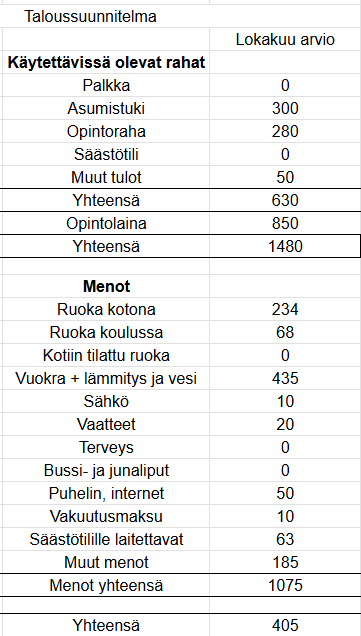 Taloussuunnitelma
Lokakuu arvio
Käytettävissä olevat rahat
Palkka 0
Asumistuki 300
Opintoraha 280
Säästötili 0
Muut tulot 50
Yhteensä 630
Opintolaina 850
Yhteensä 1480
Menot
Ruoka kotona 234
Ruoka koulussa 68
Kotiin tilattu ruoka 0
Vuokra + lämmitys ja vesi 435
Sähkö 10
Vaatteet 20
Terveys 0
Bussi- ja junaliput 0
Puhelin, internet 50
Vakuutusmaksu 10
Säästötilille laitettavat 63
Muut menot 185
Menot yhteensä 1075
Yhteensä 405